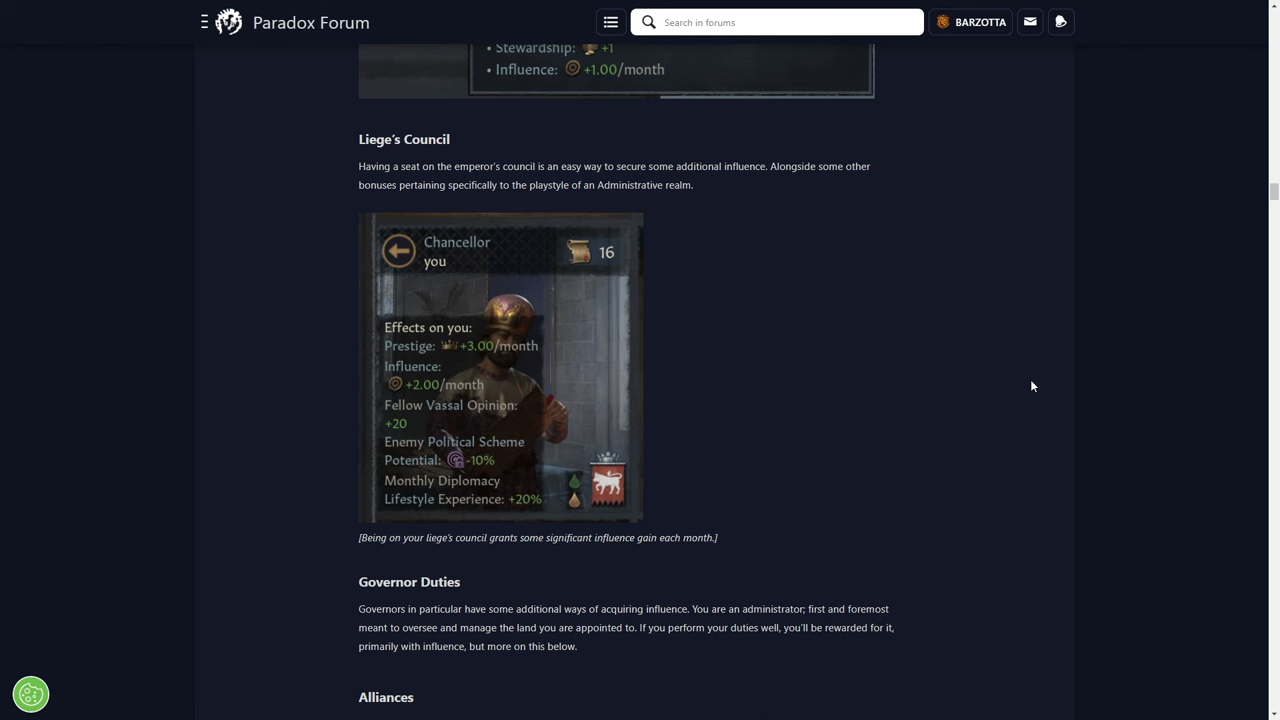 Paradox Forum
Search in forums
BARZOTTA
• Stewardship: +1
• Influence: +1.00/month
Liege's Council
Having a seat on the emperor's council is an easy way to secure some additional influence. Alongside some other
bonuses pertaining specifically to the playstyle of an Administrative realm.
Chancellor
you
16
Effects on you:
Prestige: +3.00/month
Influence:
+2.00/month
Fellow Vassal Opinion:
+20
Enemy Political Scheme
Potential: -10%
Monthly Diplomacy
Lifestyle Experience: +20%
[Being on your liege's council grants some significant influence gain each month.]
Governor Duties
Governors in particular have some additional ways of acquiring influence. You are an administrator; first and foremost
meant to oversee and manage the land you are appointed to. If you perform your duties well, you'll be rewarded for it,
primarily with influence, but more on this below.
Alliances